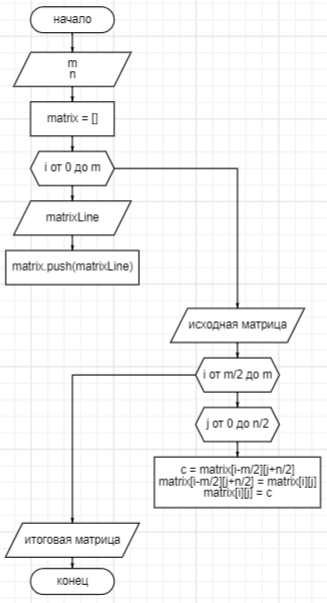 начало
m
n
matrix = []
i от 0 до m
matrixLine
matrix.push(matrixLine)
исходная матрица
i от m/2 до m
j от 0 до n/2
c = matrix[i-m/2][j+n/2]
matrix[i-m/2][j+n/2] = matrix[i][j]
matrix[i][j] = c
итоговая матрица
конец